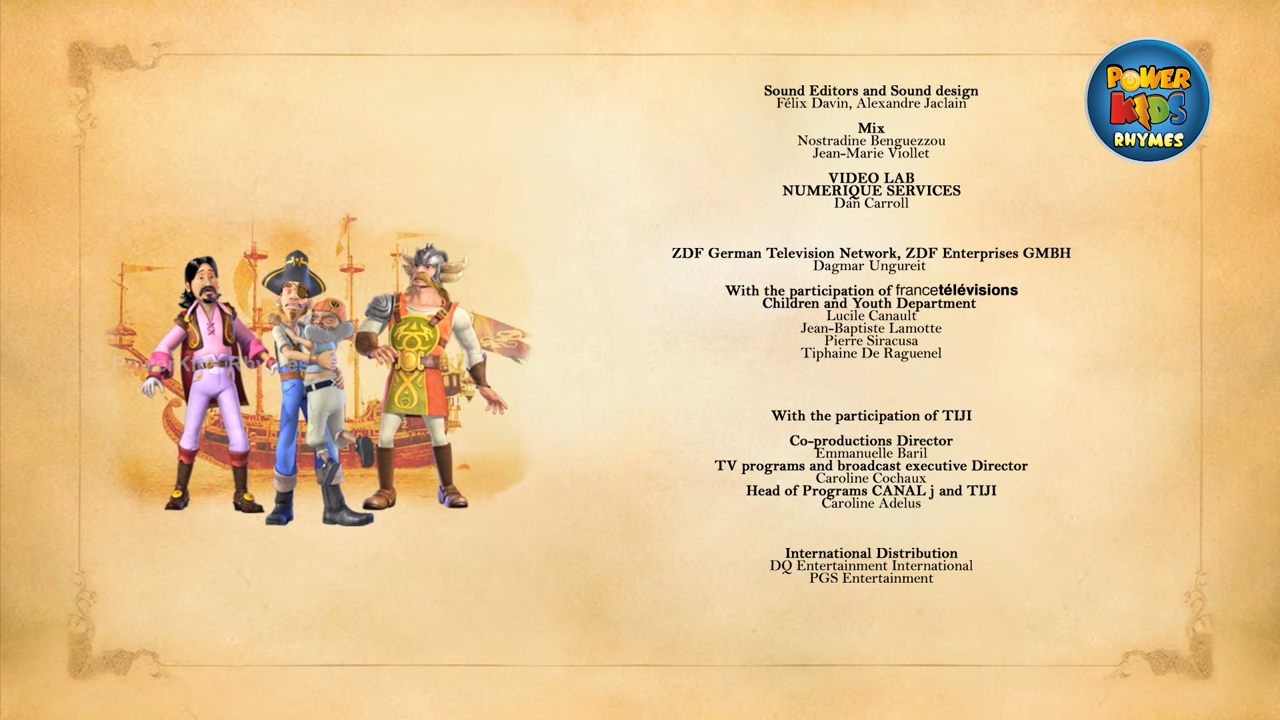 POWER
KIDS
RHYMES
Sound Editors and Sound design
Félix Davin, Alexandre Jaclain
Mix
Nostradine Benguezzou
Jean-Marie Viollet
VIDEO LAB
NUMERIQUE SERVICES
Dan Carroll
ZDF German Television Network, ZDF Enterprises GMBH
Dagmar Ungureit
With the participation of francetélévisions
Children and Youth Department
Lucile Canault
Jean-Baptiste Lamotte
Pierre Siracusa
Tiphaine De Raguenel
PowerKidsRhymes
With the participation of TIJI
Co-productions Director
Emmanuelle Baril
TV programs and broadcast executive Director
Caroline Cochaux
Head of Programs CANAL j and TIJI
Caroline Adelus
International Distribution
DQ Entertainment International
PGS Entertainment